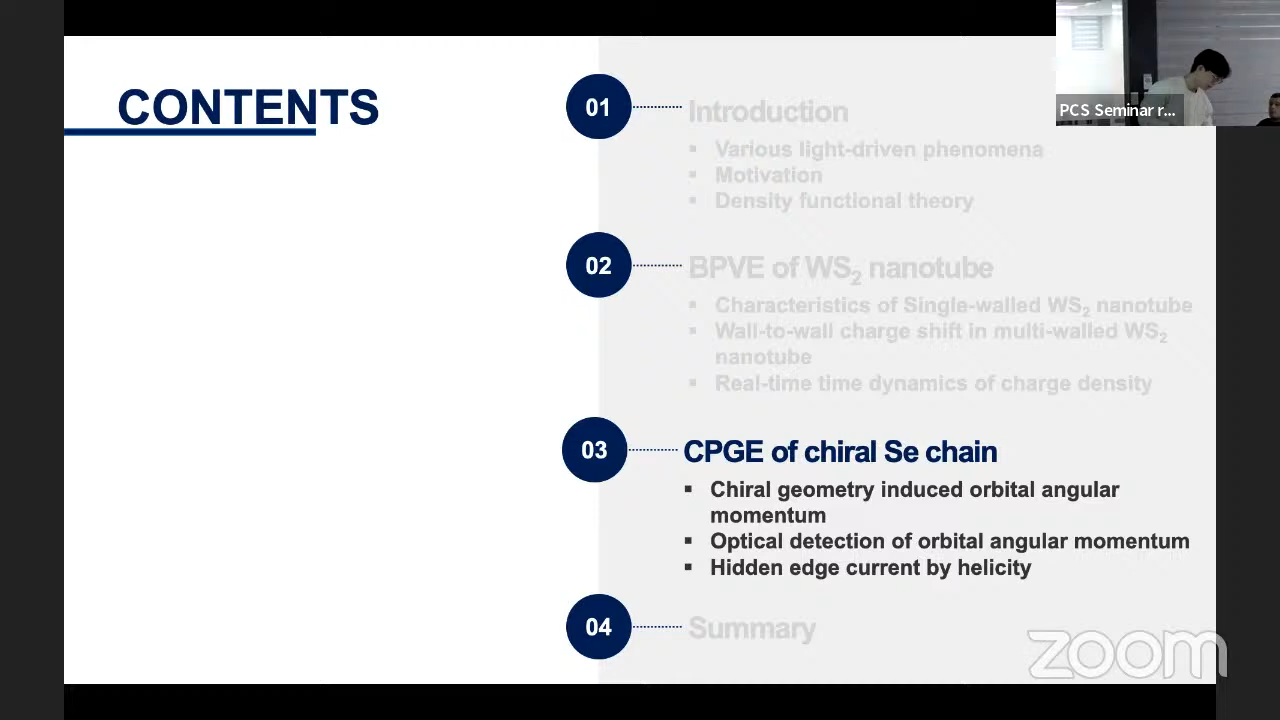 CONTENTS
01
Introduction
▪ Various light-driven phenomena
▪ Motivation
▪ Density functional theory
02
BPVE of WS₂ nanotube
▪ Characteristics of Single-walled WS₂ nanotube
▪ Wall-to-wall charge shift in multi-walled WS₂
nanotube
▪ Real-time time dynamics of charge density
03
CPGE of chiral Se chain
▪ Chiral geometry induced orbital angular
momentum
▪ Optical detection of orbital angular momentum
▪ Hidden edge current by helicity
04
Summary
PCS Seminar r...
zoom